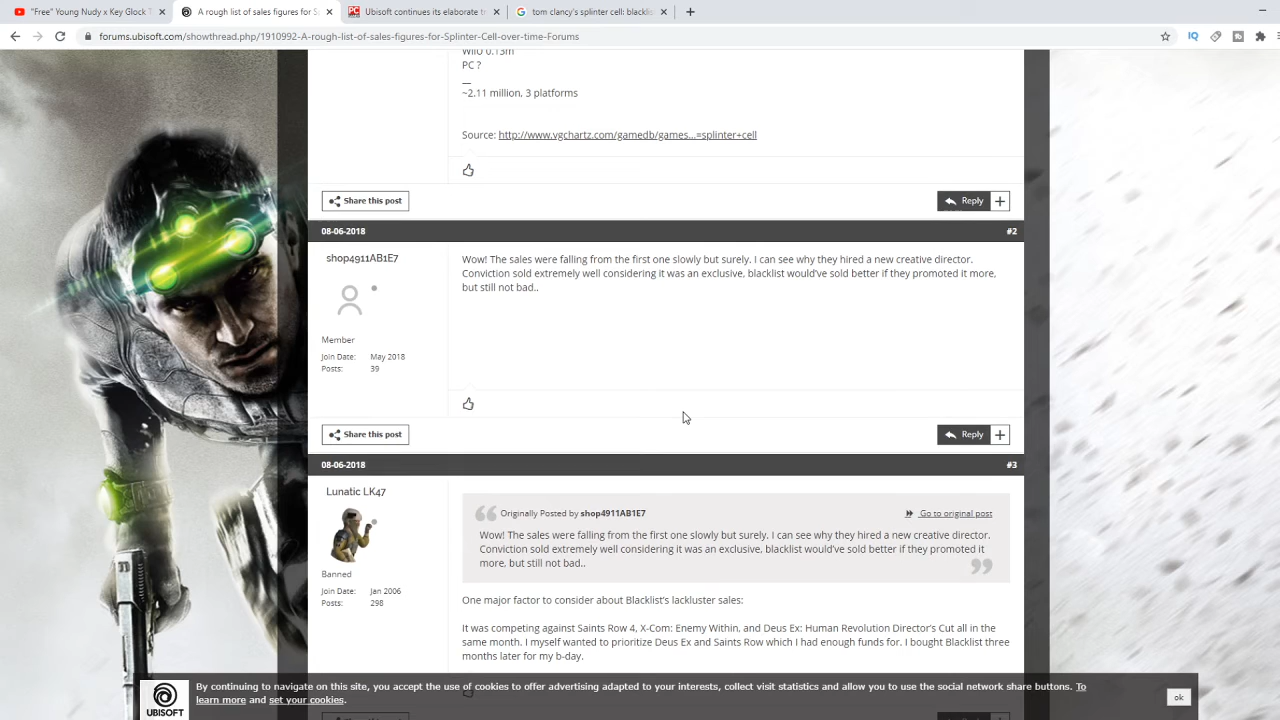 "Free" Young Nudy x Key Glock T
A rough list of sales figures for S
Ubisoft continues its elaborate tr
tom clancy's splinter cell: blackli
forums.ubisoft.com/showthread.php/1910992-A-rough-list-of-sales-figures-for-Splinter-Cell-over-time-Forums
WiiU 0.13m
PC ?
—
~2.11 million, 3 platforms
Source: http://www.vgchartz.com/gamedb/games...=splinter+cell
Share this post
Reply
08-06-2018
#2
shop4911AB1E7
Member
Join Date: May 2018
Posts: 39
Wow! The sales were falling from the first one slowly but surely. I can see why they hired a new creative director.
Conviction sold extremely well considering it was an exclusive, blacklist would've sold better if they promoted it more,
but still not bad..
Share this post
Reply
08-06-2018
#3
Lunatic LK47
Banned
Join Date: Jan 2006
Posts: 298
Originally Posted by shop4911AB1E7
Go to original post
Wow! The sales were falling from the first one slowly but surely. I can see why they hired a new creative director.
Conviction sold extremely well considering it was an exclusive, blacklist would've sold better if they promoted it
more, but still not bad..
One major factor to consider about Blacklist's lackluster sales:
It was competing against Saints Row 4, X-Com: Enemy Within, and Deus Ex: Human Revolution Director's Cut all in the
same month. I myself wanted to prioritize Deus Ex and Saints Row which I had enough funds for. I bought Blacklist three
months later for my b-day.
UBISOFT
By continuing to navigate on this site, you accept the use of cookies to offer advertising adapted to your interests, collect visit statistics and allow you to use the social network share buttons. To
learn more and set your cookies.
ok